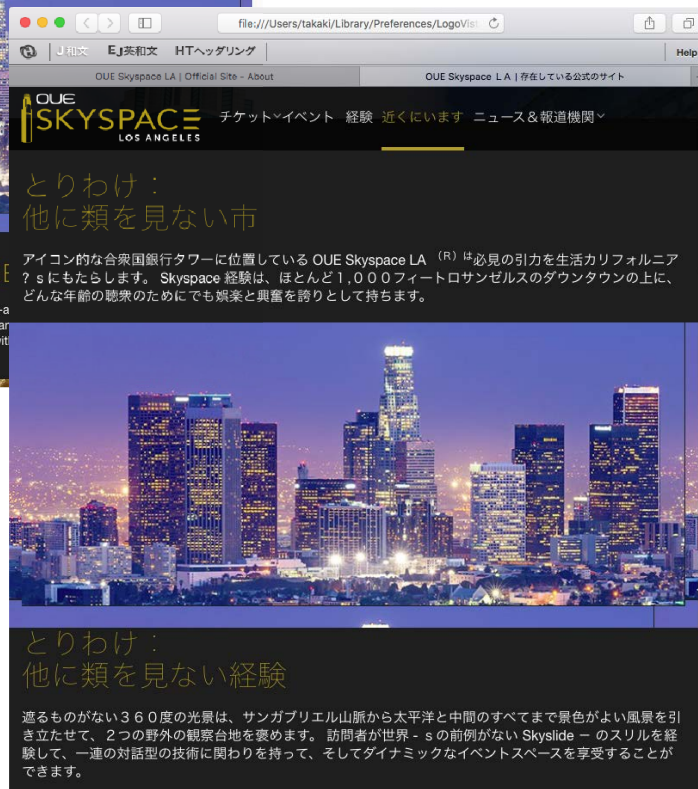 file:///Users/takaki/Library/Preferences/LogoVis
J和文 EJ英和文 HTヘッダリング Help
OUE Skyspace LA | Official Site - About OUE Skyspace ＬＡ | 存在している公式のサイト
OUE
SKYSPACE
LOS ANGELES
チケット イベント 経験 近くにいます ニュース＆報道機関
とりわけ：
他に類を見ない市
アイコン的な合衆国銀行タワーに位置している OUE Skyspace LA （R）は必見の引力を生活カリフォルニア
？ｓにもたらします。 Skyspace 経験は、ほとんど１,０００フィートロサンゼルスのダウンタウンの上に、
どんな年齢の聴衆のためにでも娯楽と興奮を誇りとして持ちます。
とりわけ：
他に類を見ない経験
遮るものがない３６０度の光景は、サンガブリエル山脈から太平洋と中間のすべてまで景色がよい風景を引
き立たせて、２つの野外の観察台地を褒めます。 訪問者が世界 - ｓの前例がない Skyslide － のスリルを経
験して、一連の対話型の技術に関わりを持って、そしてダイナミックなイベントスペースを享受することが
できます。